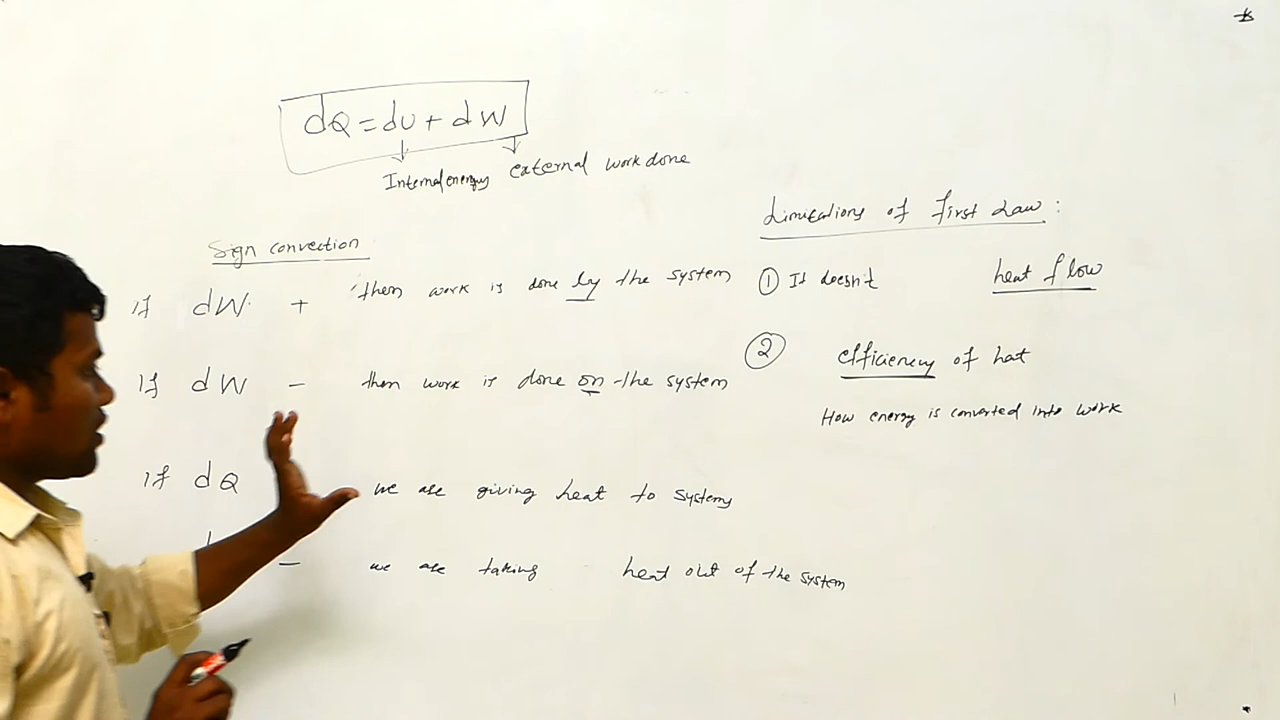 dQ = dU + dW
Internal energy external work done
Sign convection
If dW + then work is done by the system
If dW - then work is done on the system
If dQ we are giving heat to systems
- we are taking heat out of the system
Limitations of first Law :
① It doesn't heat flow
② efficiency of hat
How energy is converted into work